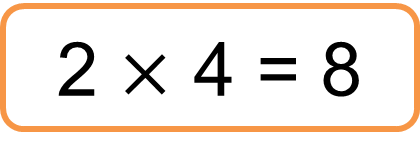 2 × 4 = 8